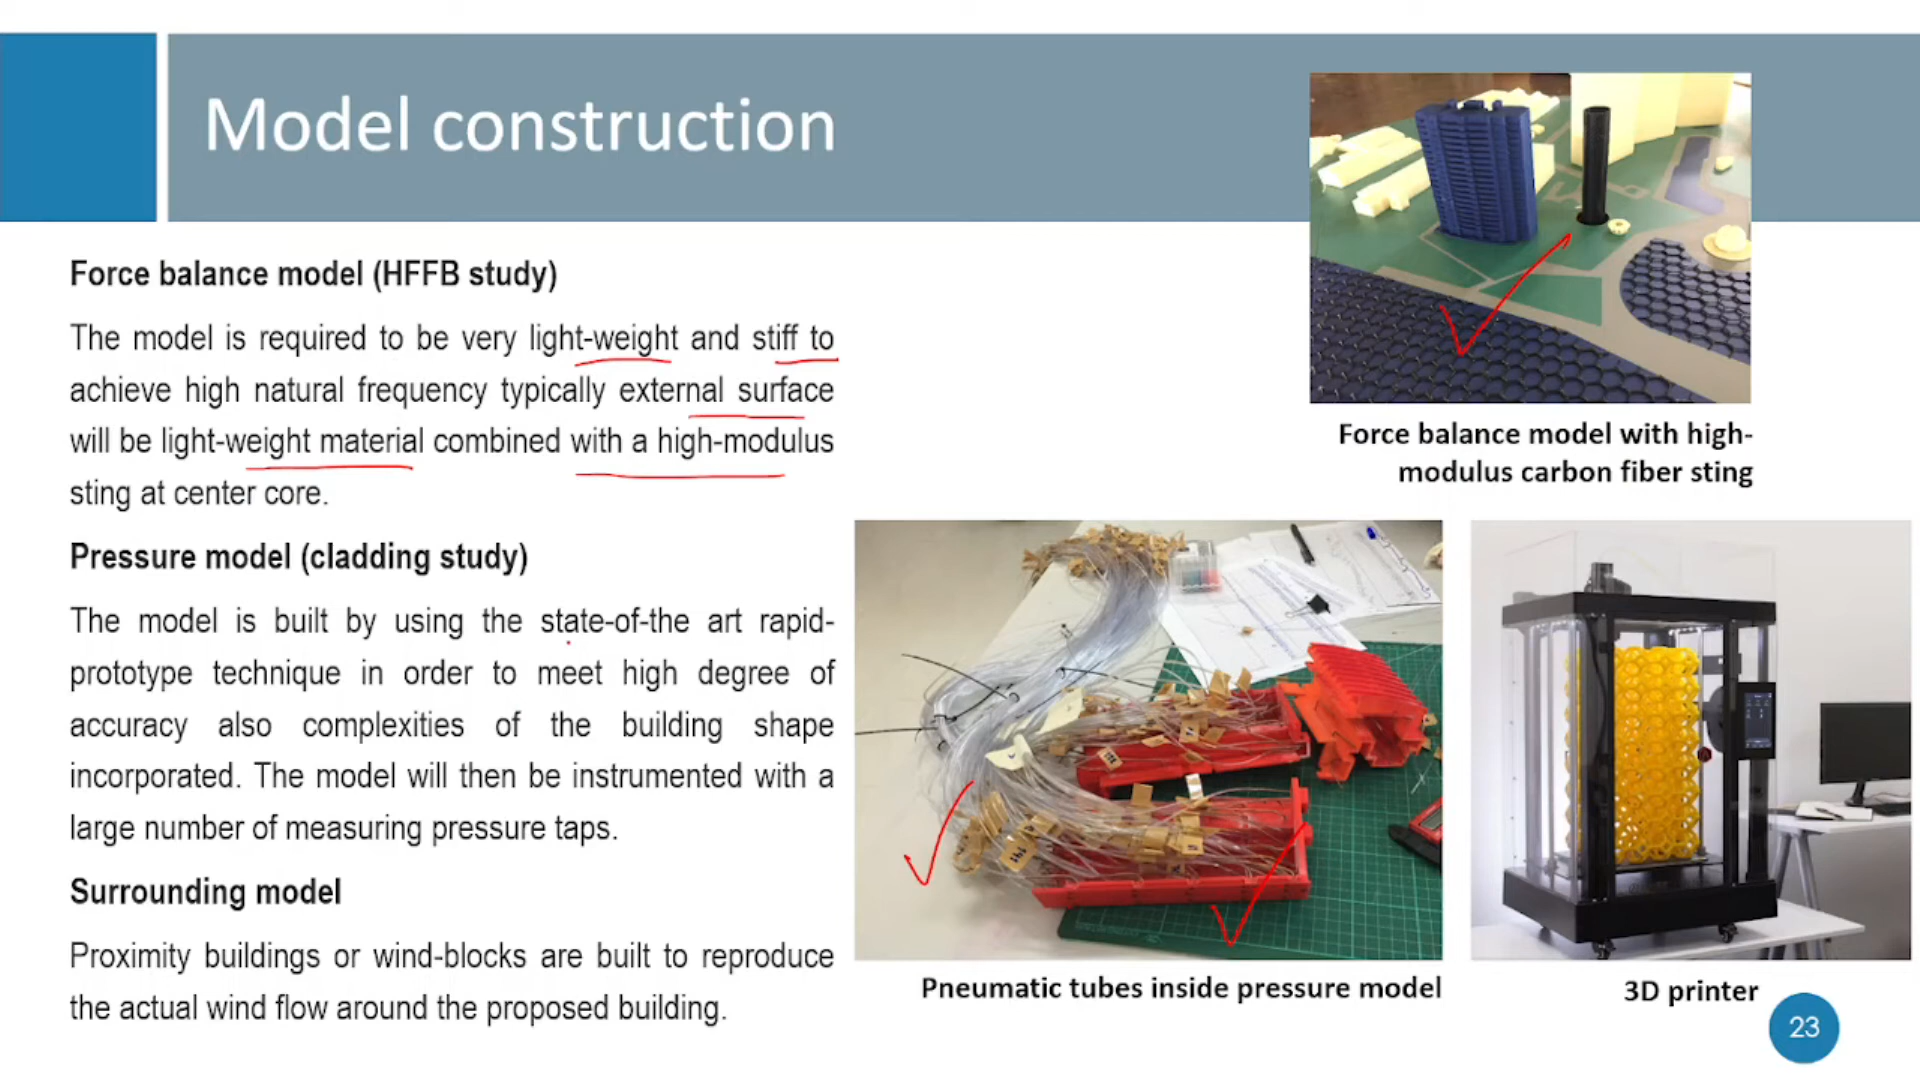 Model construction
Force balance model (HFFB study)
The model is required to be very light-weight and stiff to
achieve high natural frequency typically external surface
will be light-weight material combined with a high-modulus
sting at center core.
Pressure model (cladding study)
The model is built by using the state-of-the art rapid-
prototype technique in order to meet high degree of
accuracy also complexities of the building shape
incorporated. The model will then be instrumented with a
large number of measuring pressure taps.
Surrounding model
Proximity buildings or wind-blocks are built to reproduce
the actual wind flow around the proposed building.
Force balance model with high-
modulus carbon fiber sting
Pneumatic tubes inside pressure model
3D printer
23